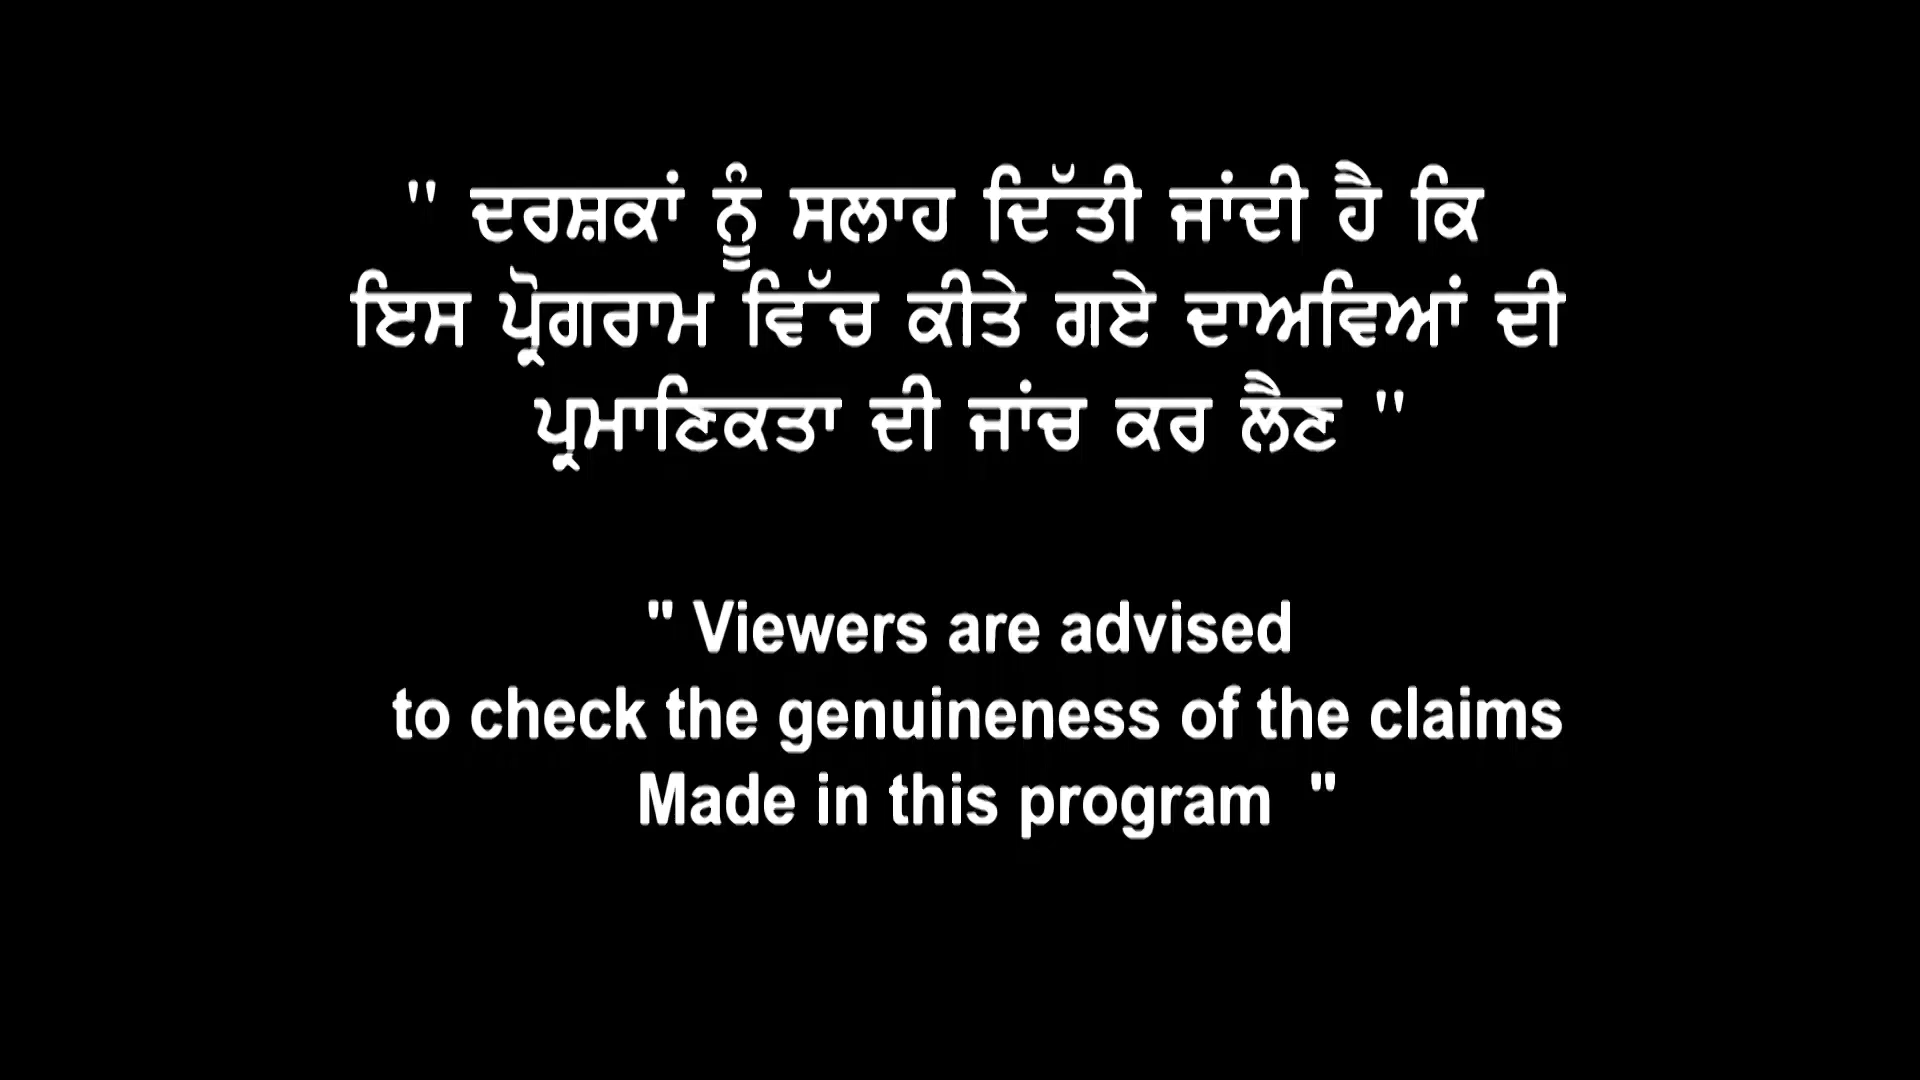 " ਦਰਸ਼ਕਾਂ ਨੂੰ ਸਲਾਹ ਦਿੱਤੀ ਜਾਂਦੀ ਹੈ ਕਿ
ਇਸ ਪ੍ਰੋਗਰਾਮ ਵਿੱਚ ਕੀਤੇ ਗਏ ਦਾਅਵਿਆਂ ਦੀ
ਪ੍ਰਮਾਣਿਕਤਾ ਦੀ ਜਾਂਚ ਕਰ ਲੈਣ "
" Viewers are advised
to check the genuineness of the claims
Made in this program "